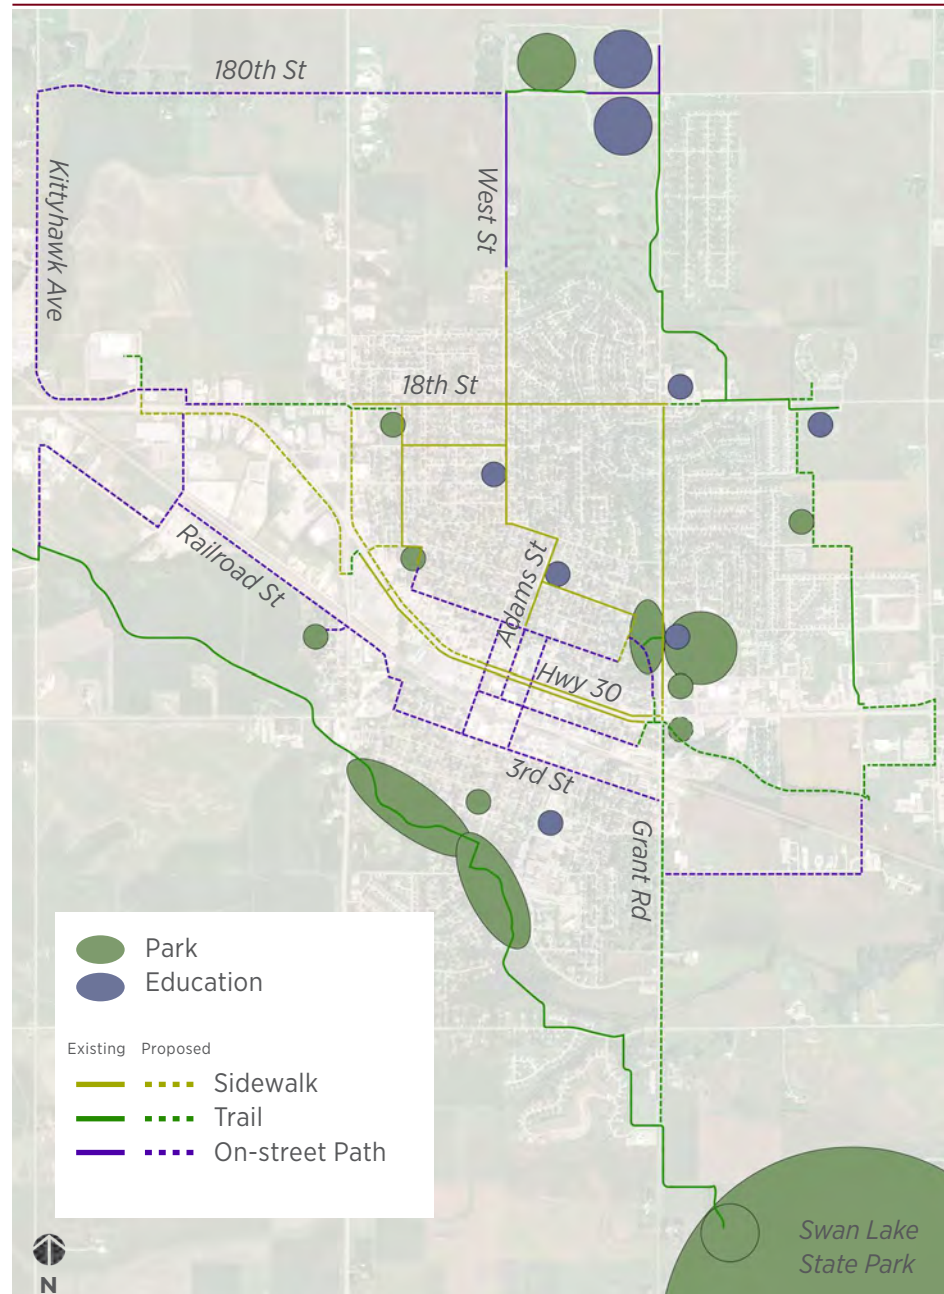 180th St
Kittyhawk Ave
West St
18th St
Railroad St
Adams St
Hwy 30
3rd St
Grant Rd
Park
Education
Existing Proposed
Sidewalk
Trail
On-street Path
Swan Lake
State Park
N